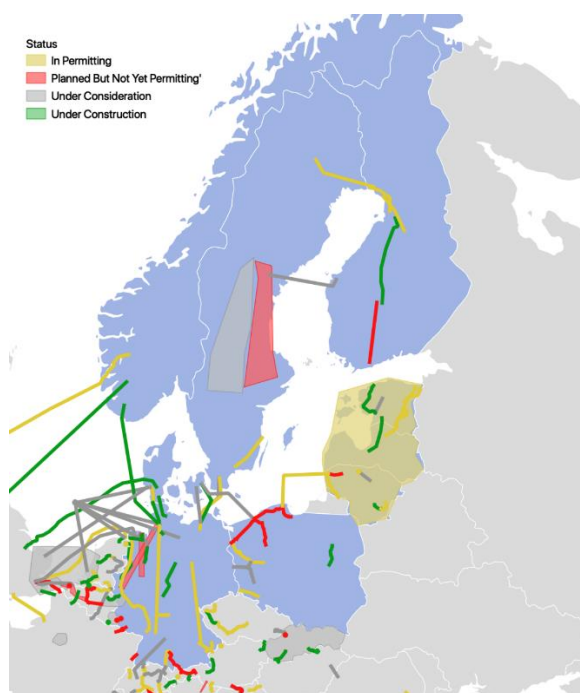 Status
In Permitting
Planned But Not Yet Permitting'
Under Consideration
Under Construction